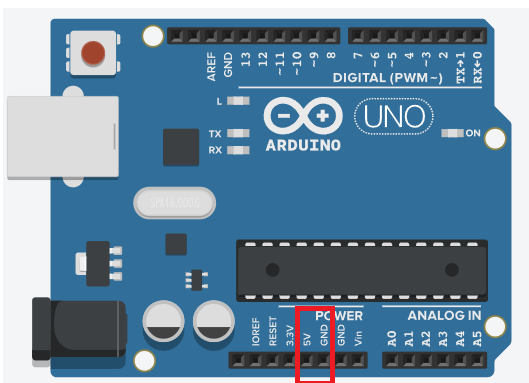 AREF
GND
13
12
~11
~10
~9
8
7
~6
~5
4
~3
2
TX→1
RX←0
DIGITAL (PWM~)
L
TX
RX
ARDUINO
UNO
ON
SPK16.000G
POWER
ANALOG IN
IOREF
RESET
3.3V
5V
GND
GND
Vin
A0
A1
A2
A3
A4
A5